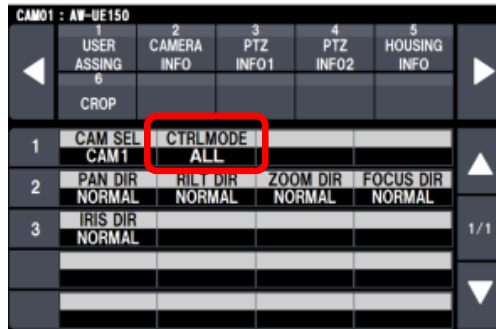 CAM01 : AW-UE150
1 2 3 4 5
USER CAMERA PTZ PTZ HOUSING
ASSING INFO INFO1 INFO2 INFO
6
CROP
1 CAM SEL CTRLMODE
CAM1 ALL
2 PAN DIR RILT DIR ZOOM DIR FOCUS DIR
NORMAL NORMAL NORMAL NORMAL
3 IRIS DIR 1/1
NORMAL